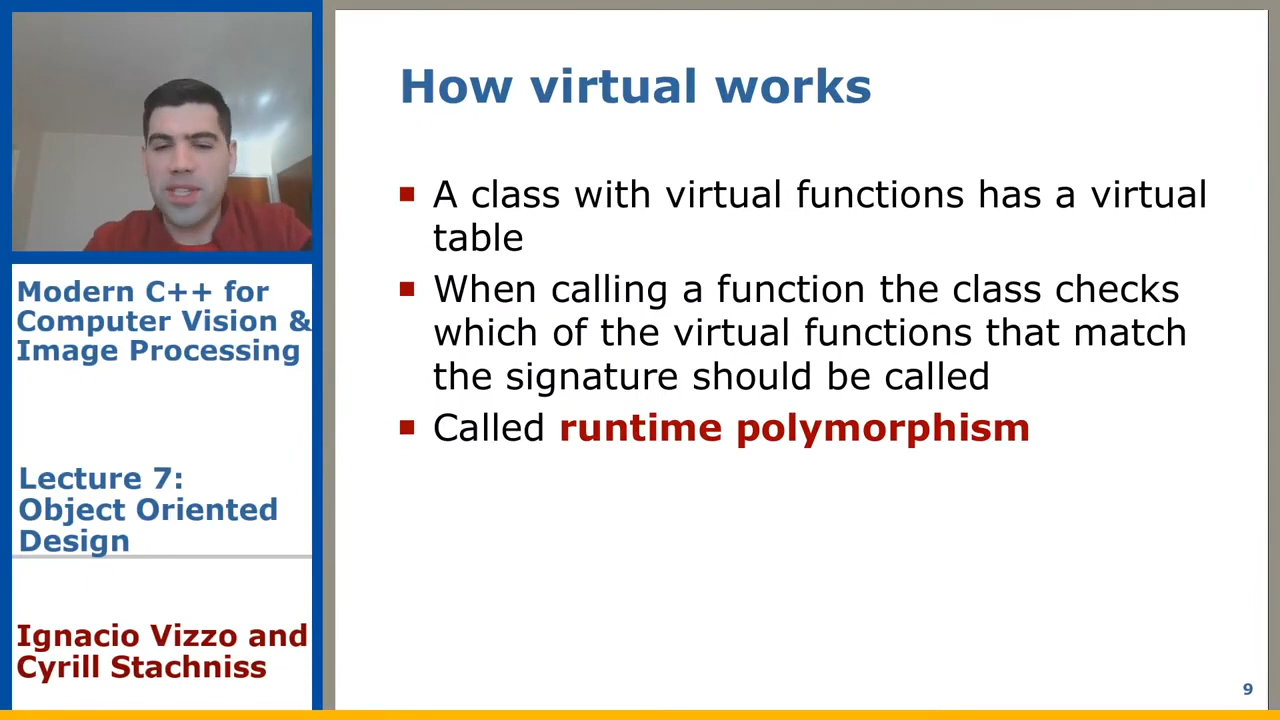 How virtual works
A class with virtual functions has a virtual
table
When calling a function the class checks
which of the virtual functions that match
the signature should be called
Called runtime polymorphism
Modern C++ for
Computer Vision &
Image Processing
Lecture 7:
Object Oriented
Design
Ignacio Vizzo and
Cyrill Stachniss
9